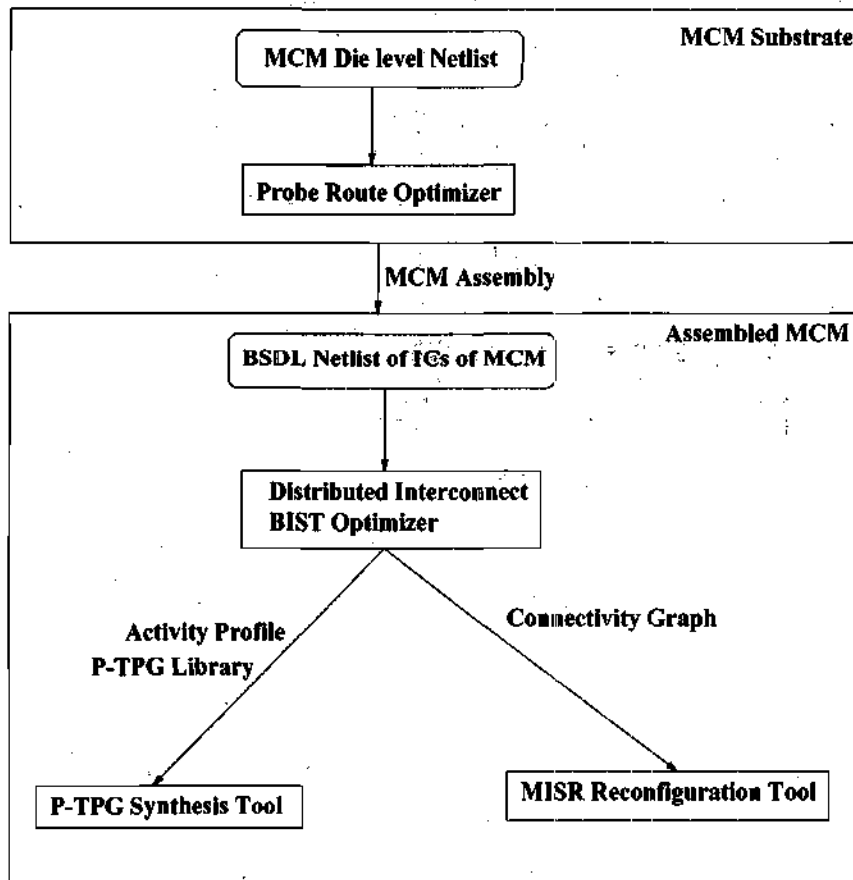 MCM Substrate
MCM Die level Netlist
Probe Route Optimizer
MCM Assembly
Assembled MCM
BSDL Netlist of ICs of MCM
Distributed Interconnect
BIST Optimizer
Activity Profile
P-TPG Library
Connectivity Graph
P-TPG Synthesis Tool
MISR Reconfiguration Tool